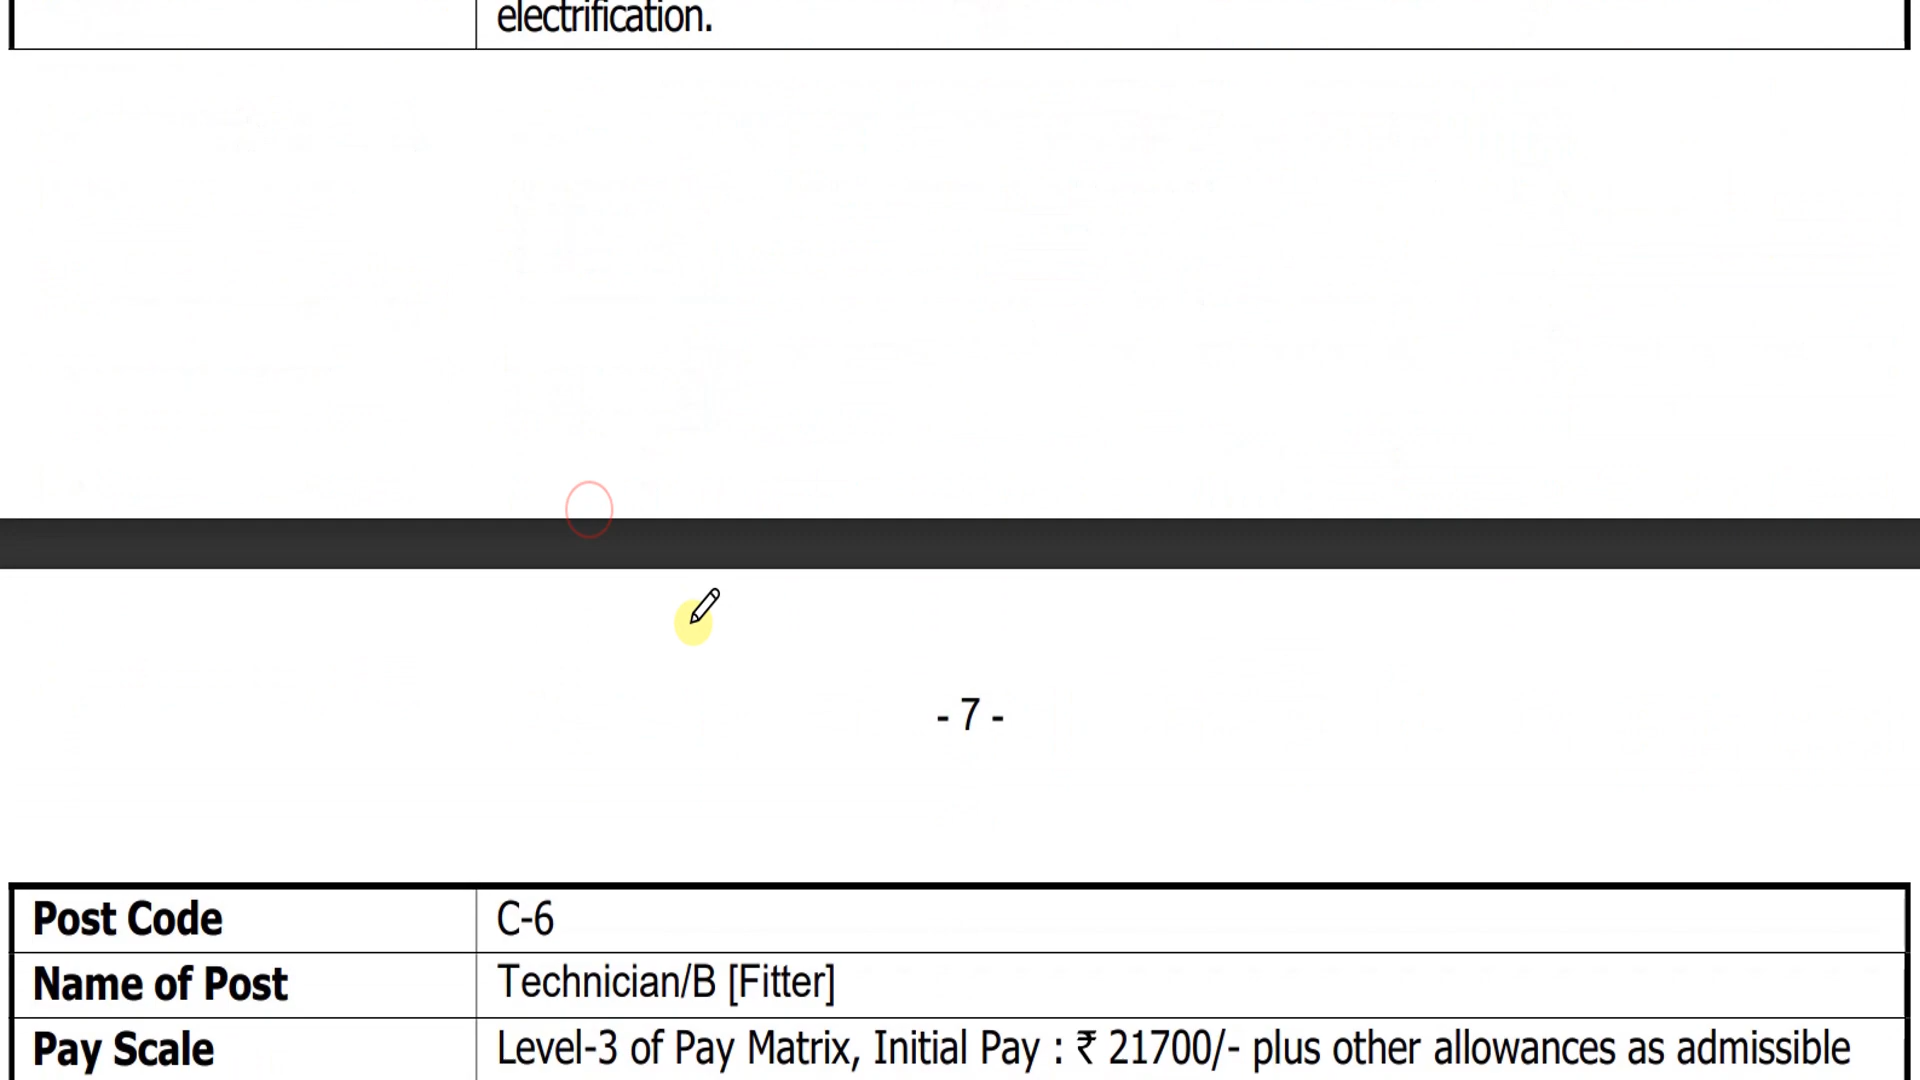 electrification.
- 7 -
Post Code C-6
Name of Post Technician/B [Fitter]
Pay Scale Level-3 of Pay Matrix, Initial Pay : ₹ 21700/- plus other allowances as admissible